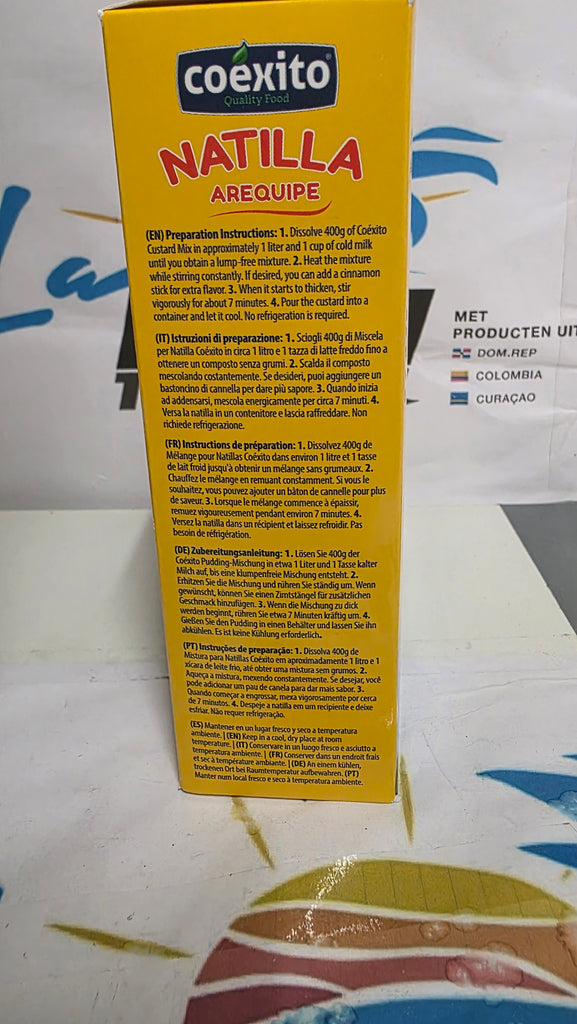 coéxito
Quality Food
NATILLA
AREQUIPE
(EN) Preparation Instructions: 1. Dissolve 400g of Coéxito
Custard Mix in approximately 1 liter and 1 cup of cold milk
until you obtain a lump-free mixture. 2. Heat the mixture
while stirring constantly. If desired, you can add a cinnamon
stick for extra flavor. 3. When it starts to thicken, stir
vigorously for about 7 minutes. 4. Pour the custard into a
container and let it cool. No refrigeration is required.
(IT) Istruzioni di preparazione: 1. Sciogli 400g di Miscela
per Natilla Coéxito in circa 1 litro e 1 tazza di latte freddo fino a
ottenere un composto senza grumi. 2. Scalda il composto
mescolando costantemente. Se desideri, puoi aggiungere un
bastoncino di cannella per dare più sapore. 3. Quando inizia
ad addensarsi, mescola energicamente per circa 7 minuti. 4.
Versa la natilla in un contenitore e lascia raffreddare. Non
richiede refrigerazione.
(FR) Instructions de préparation: 1. Dissolvez 400g de
Mélange pour Natillas Coéxito dans environ 1 litre et 1 tasse
de lait froid jusqu'à obtenir un mélange sans grumeaux. 2.
Chauffez le mélange en remuant constamment. Si vous le
souhaitez, vous pouvez ajouter un bâton de cannelle pour plus
de saveur. 3. Lorsque le mélange commence à épaissir,
remuez vigoureusement pendant environ 7 minutes. 4.
Versez la natilla dans un récipient et laissez refroidir. Pas
besoin de réfrigération.
(DE) Zubereitungsanleitung: 1. Lösen Sie 400g der
Coéxito Pudding-Mischung in etwa 1 Liter und 1 Tasse kalter
Milch auf, bis eine klumpenfreie Mischung entsteht. 2.
Erhitzen Sie die Mischung und rühren Sie ständig um. Wenn
gewünscht, können Sie einen Zimtstängel für zusätzlichen
Geschmack hinzufügen. 3. Wenn die Mischung zu dick
werden beginnt, rühren Sie etwa 7 Minuten kräftig um. 4.
Gießen Sie den Pudding in einen Behälter und lassen Sie ihn
abkühlen. Es ist keine Kühlung erforderlich.
(PT) Instruções de preparação: 1. Dissolva 400g de
Mistura para Natillas Coéxito em aproximadamente 1 litro e 1
xícara de leite frio, até obter uma mistura sem grumos. 2.
Aqueça a mistura, mexendo constantemente. Se desejar, você
pode adicionar um pau de canela para dar mais sabor. 3.
Quando começar a engrossar, mexa vigorosamente por cerca
de 7 minutos. 4. Despeje a natilla em um recipiente e deixe
esfriar. Não requer refrigeração.
(ES) Mantener en un lugar fresco y seco a temperatura
ambiente. | (EN) Keep in a cool, dry place at room
temperature. | (IT) Conservare in un luogo fresco e asciutto a
temperatura ambiente. | (FR) Conserver dans un endroit frais
et sec à température ambiante. | (DE) An einem kühlen,
trockenen Ort bei Raumtemperatur aufbewahren. (PT)
Manter num local fresco e seco à temperatura ambiente.
La
MET
PRODUCTEN UIT
DOM.REP
COLOMBIA
CURAÇAO